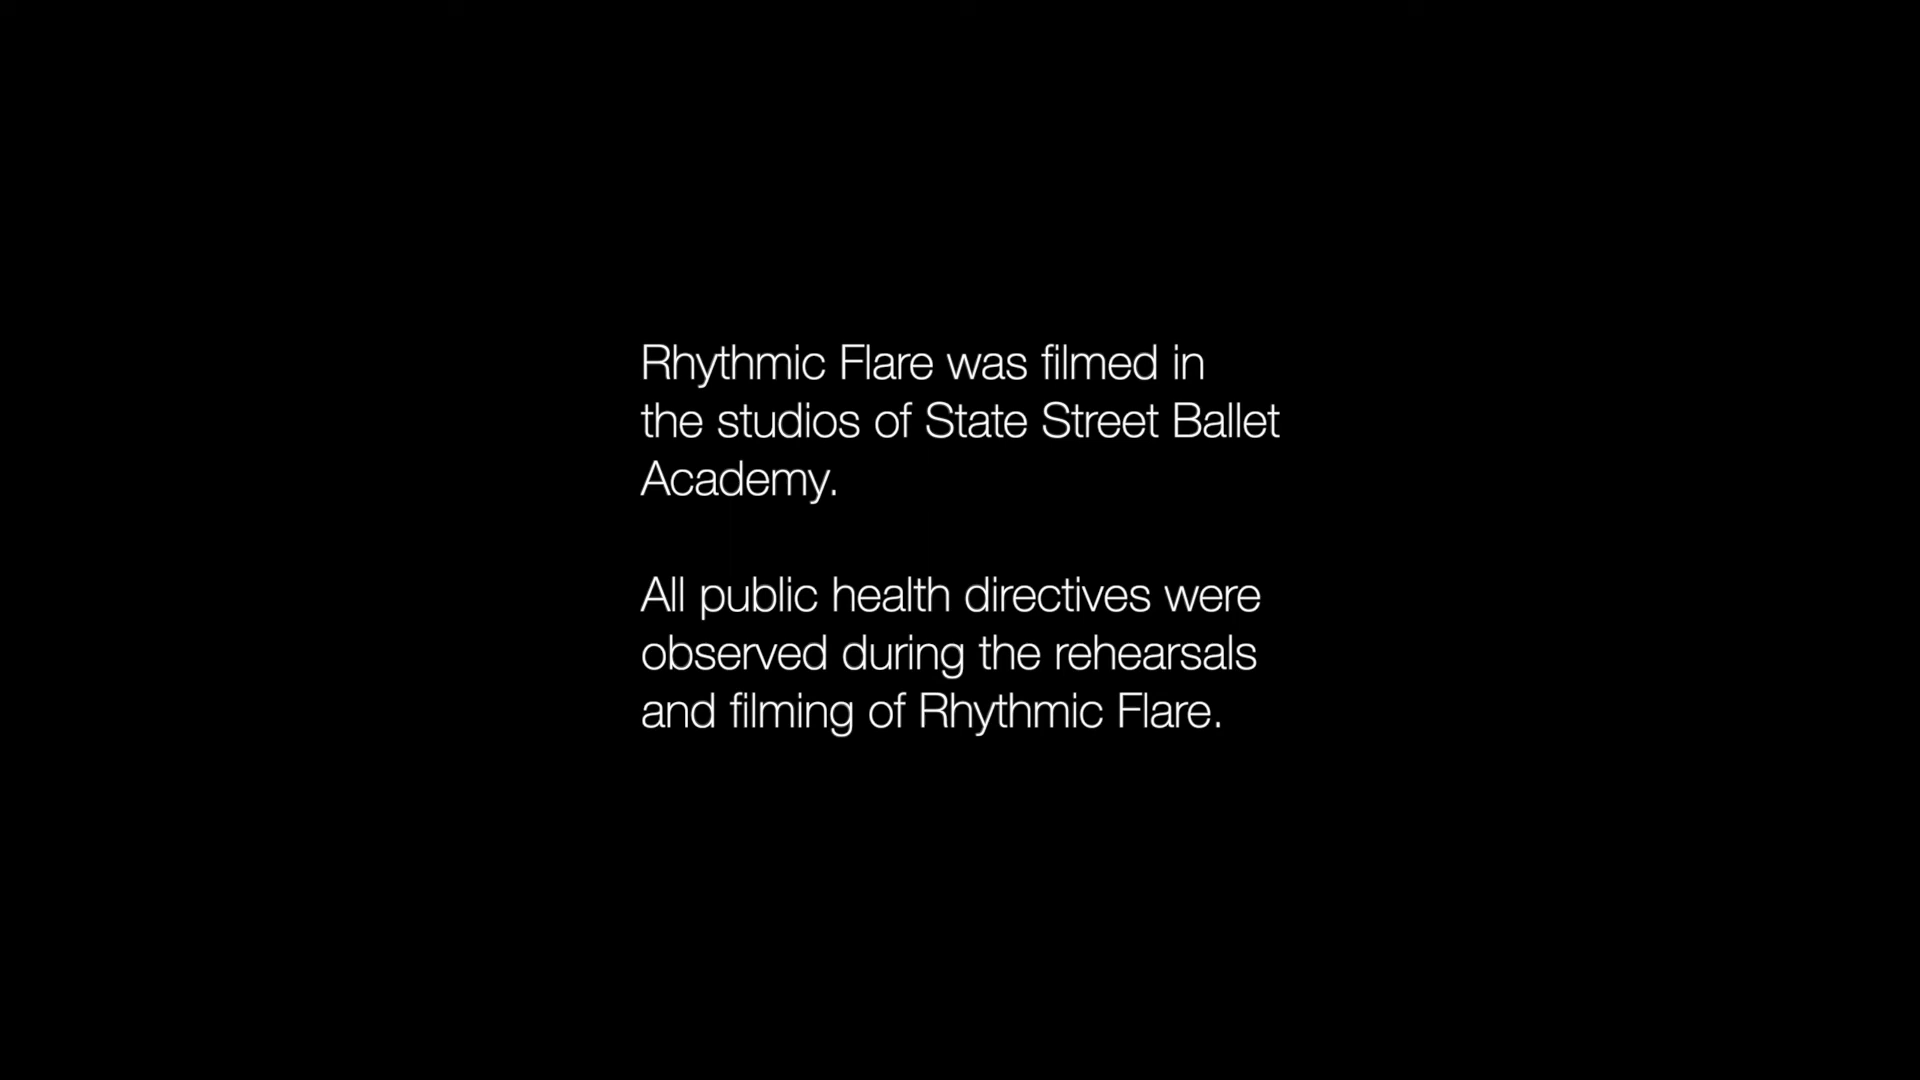 Rhythmic Flare was filmed in
the studios of State Street Ballet
Academy.
All public health directives were
observed during the rehearsals
and filming of Rhythmic Flare.